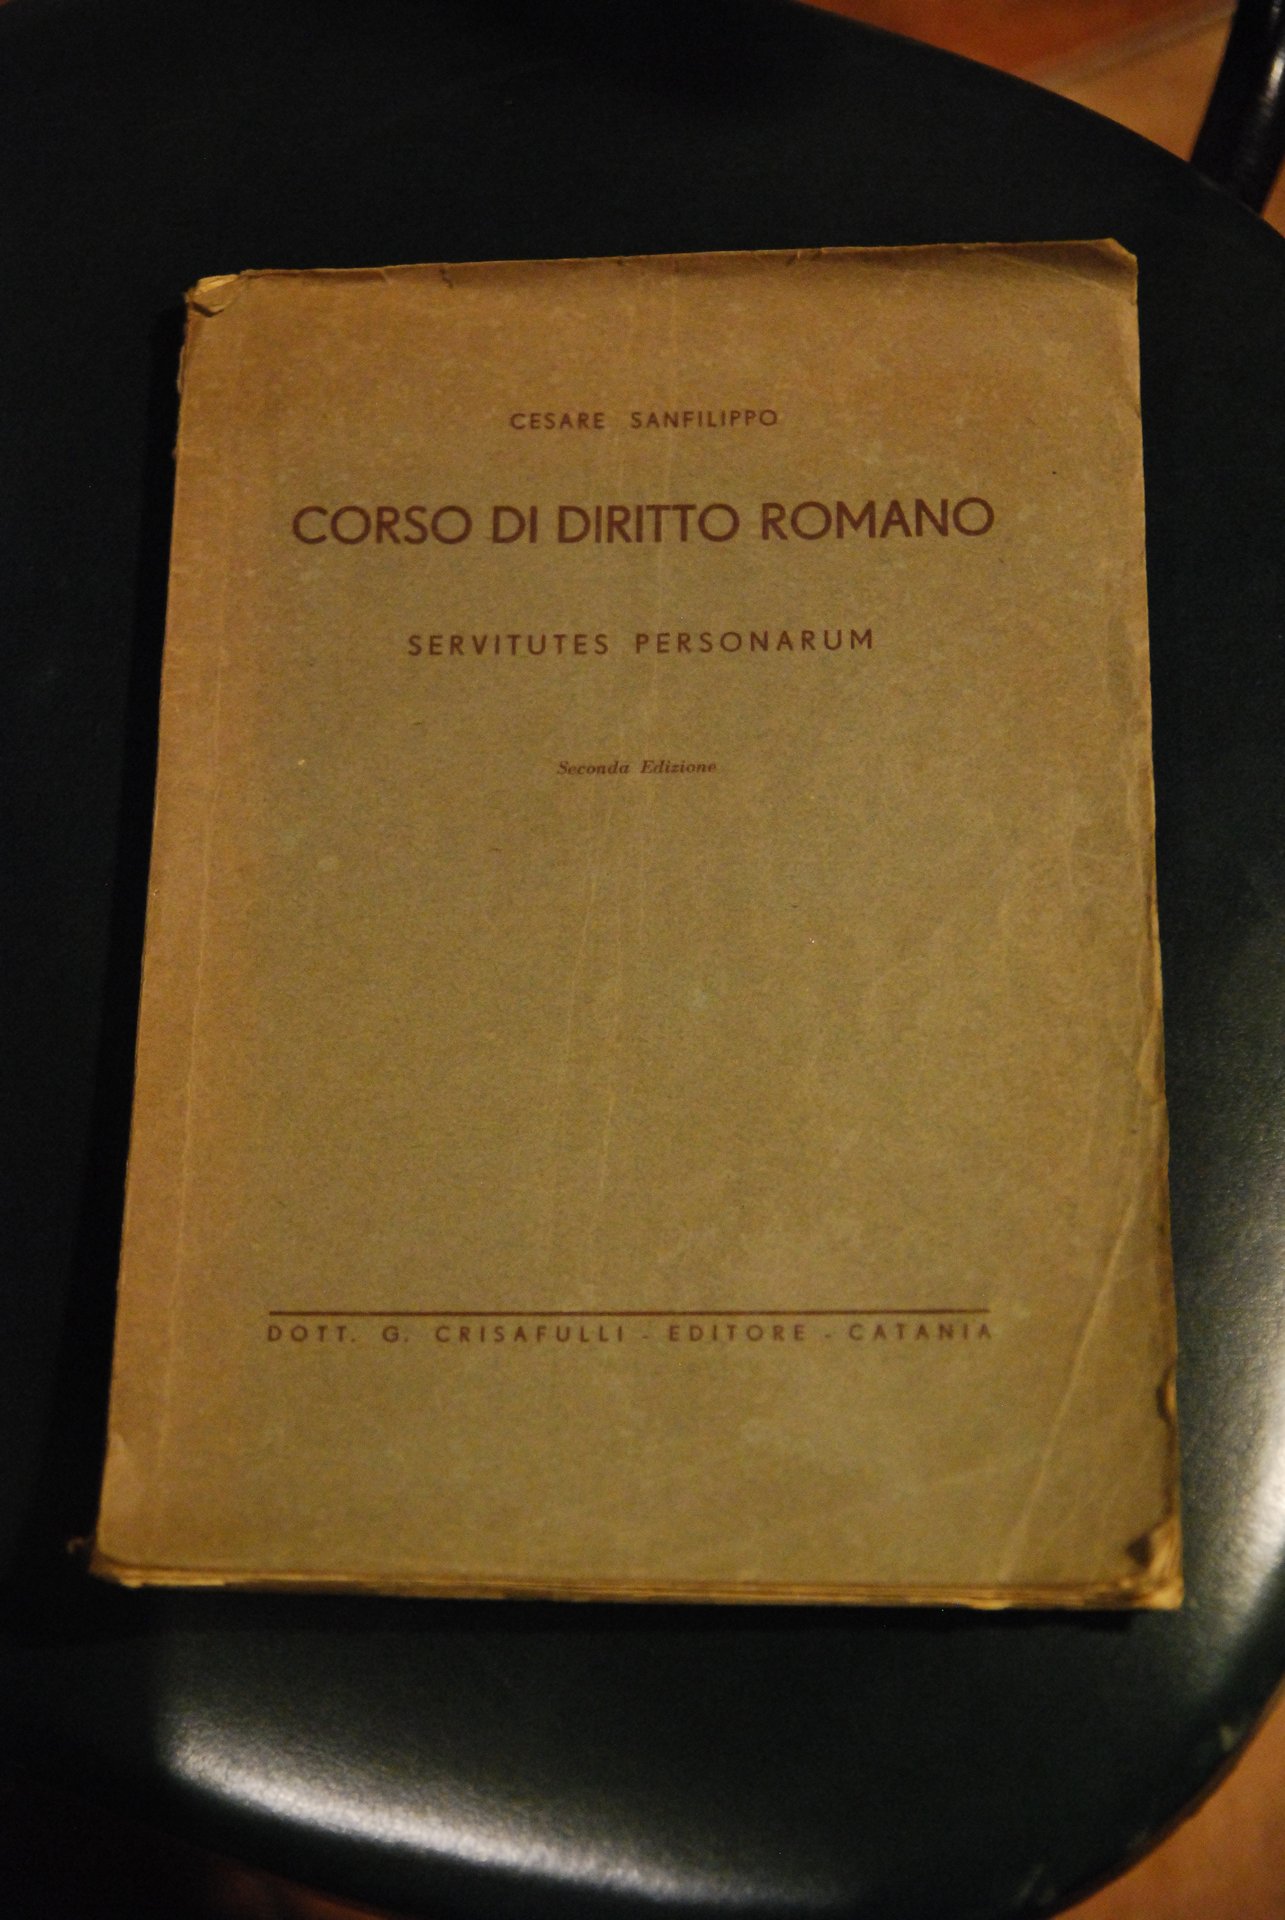 CESARE SANFILIPPO
CORSO DI DIRITTO ROMANO
SERVITUTES PERSONARUM
Seconda Edizione
DOTT. G. CRISAFULLI - EDITORE - CATANIA